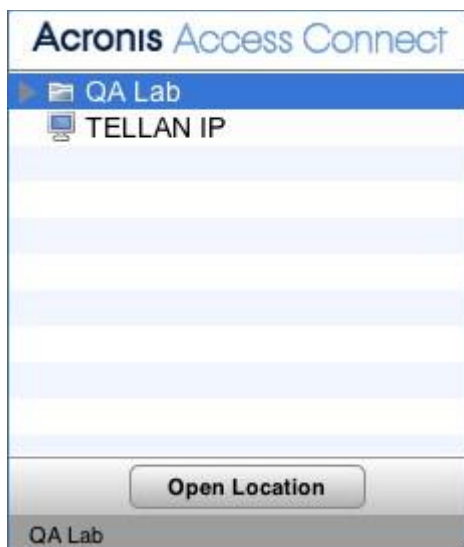 Acronis Access Connect
QA Lab
TELLAN IP
Open Location
QA Lab